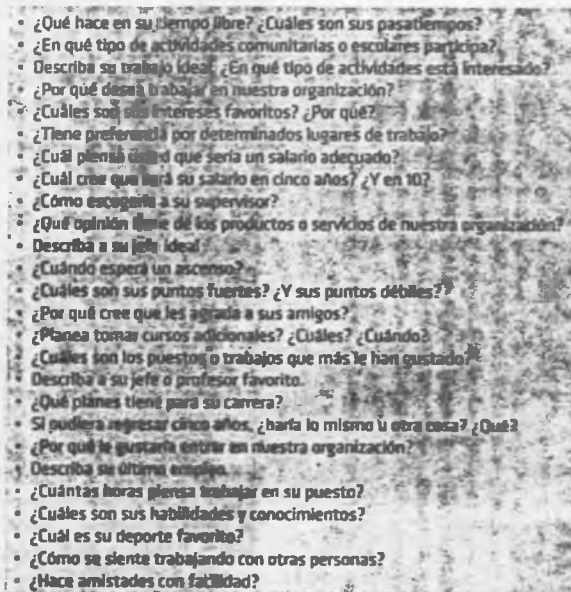 • ¿Qué hace en su tiempo libre? ¿Cuáles son sus pasatiempos?
• ¿En qué tipo de actividades comunitarias o escolares participa?
• Describa su trabajo ideal. ¿En qué tipo de actividades está interesado?
• ¿Por qué desea trabajar en nuestra organización?
• ¿Cuáles son sus intereses favoritos? ¿Por qué?
• ¿Tiene preferencia por determinados lugares de trabajo?
• ¿Cuál piensa usted que sería un salario adecuado?
• ¿Cuál cree que será su salario en cinco años? ¿Y en 10?
• ¿Cómo escogería a su supervisor?
• ¿Qué opinión tiene de los productos o servicios de nuestra organización?
• Describa a su jefe ideal
• ¿Cuándo espera un ascenso?
• ¿Cuáles son sus puntos fuertes? ¿Y sus puntos débiles?
• ¿Por qué cree que les agrada a sus amigos?
• ¿Planea tomar cursos adicionales? ¿Cuáles? ¿Cuándo?
• ¿Cuáles son los puestos o trabajos que más le han gustado?
• Describa a su jefe o profesor favorito.
• ¿Qué planes tiene para su carrera?
• Si pudiera regresar cinco años, ¿haría lo mismo u otra cosa? ¿Qué?
• ¿Por qué le gustaría entrar en nuestra organización?
• Describa su último empleo.
• ¿Cuántas horas piensa trabajar en su puesto?
• ¿Cuáles son sus habilidades y conocimientos?
• ¿Cuál es su deporte favorito?
• ¿Cómo se siente trabajando con otras personas?
• ¿Hace amistades con facilidad?